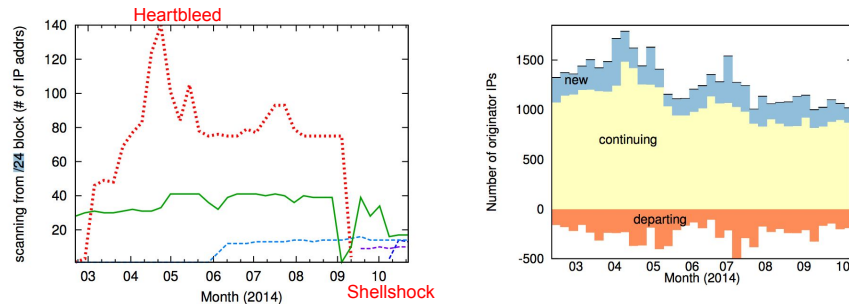 Heartbleed
scanning from /24 block (# of IP addrs)
140
120
100
80
60
40
20
03 04 05 06 07 08 09 10
Month (2014)
Shellshock
Number of originator IPs
1500
1000
500
0
-500
new
continuing
departing
03 04 05 06 07 08 09 10
Month (2014)